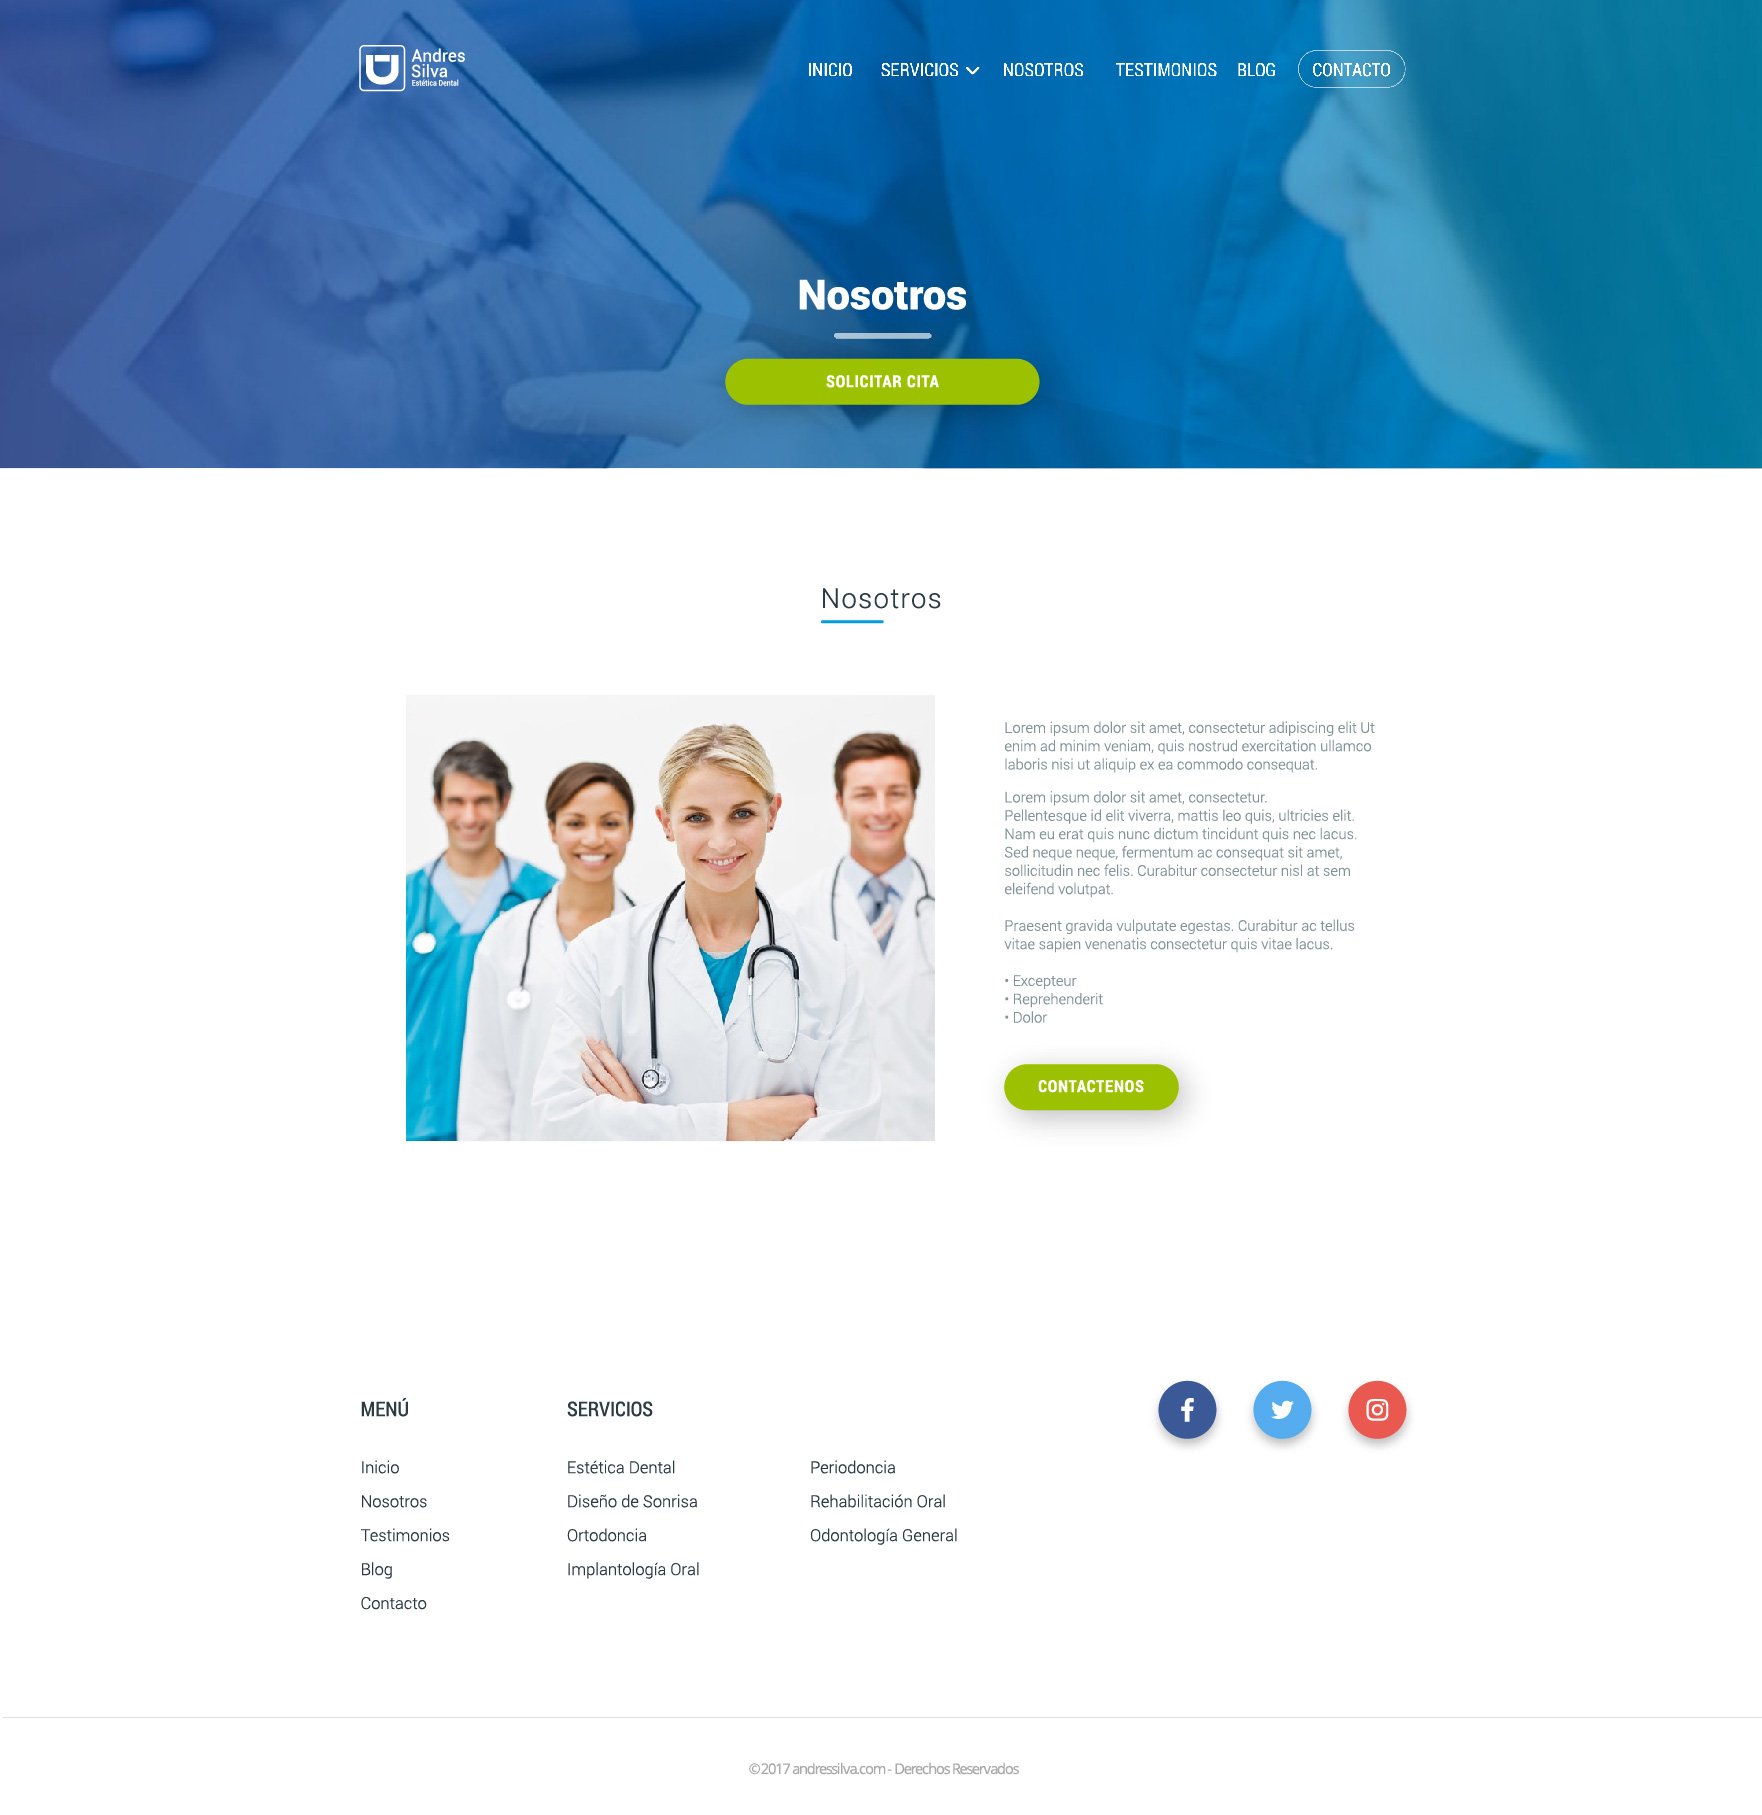 Andres
Silva
Estética Dental
INICIO SERVICIOS NOSOTROS TESTIMONIOS BLOG CONTACTO
Nosotros
SOLICITAR CITA
Nosotros
Lorem ipsum dolor sit amet, consectetur adipiscing elit Ut
enim ad minim veniam, quis nostrud exercitation ullamco
laboris nisi ut aliquip ex ea commodo consequat.
Lorem ipsum dolor sit amet, consectetur.
Pellentesque id elit viverra, mattis leo quis, ultricies elit.
Nam eu erat quis nunc dictum tincidunt quis nec lacus.
Sed neque neque, fermentum ac consequat sit amet,
sollicitudin nec felis. Curabitur consectetur nisl at sem
eleifend volutpat.
Praesent gravida vulputate egestas. Curabitur ac tellus
vitae sapien venenatis consectetur quis vitae lacus.
• Excepteur
• Reprehenderit
• Dolor
CONTACTENOS
MENÚ
Inicio
Nosotros
Testimonios
Blog
Contacto
SERVICIOS
Estética Dental
Diseño de Sonrisa
Ortodoncia
Implantología Oral
Periodoncia
Rehabilitación Oral
Odontología General
© 2017 andressilva.com - Derechos Reservados